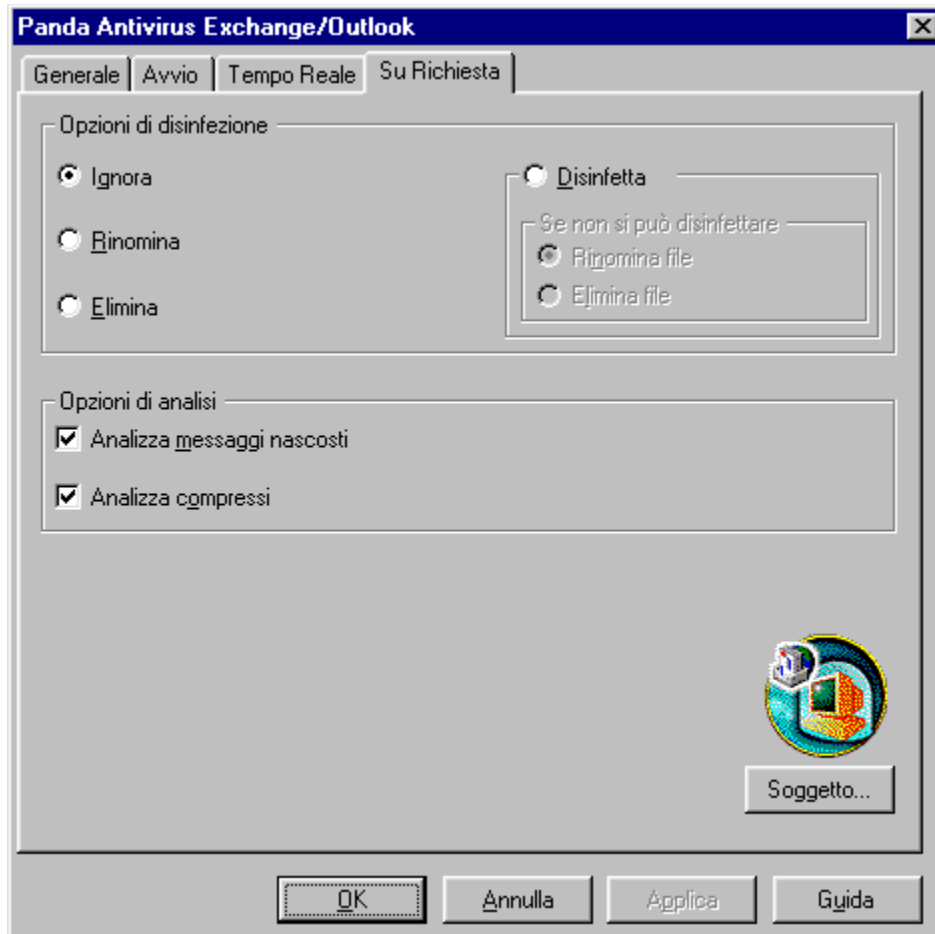 Panda Antivirus Exchange/Outlook
Generale Avvio Tempo Reale Su Richiesta
Opzioni di disinfezione
Ignora
Disinfetta
Se non si può disinfettare
Rinomina
Rinomina file
Elimina file
Elimina
Opzioni di analisi
Analizza messaggi nascosti
Analizza compressi
Soggetto...
OK Annulla Applica Guida